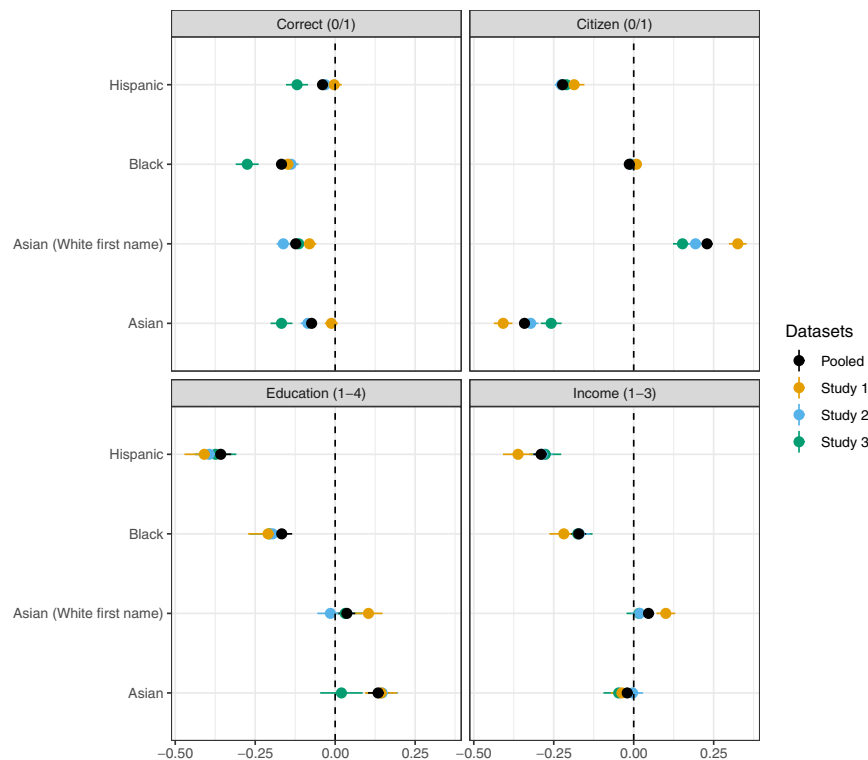 Correct (0/1)
Citizen (0/1)
Hispanic
Black
Asian (White first name)
Asian
Education (1−4)
Income (1−3)
Hispanic
Black
Asian (White first name)
Asian
−0.50 −0.25 0.00 0.25
−0.50 −0.25 0.00 0.25
Datasets
Pooled
Study 1
Study 2
Study 3